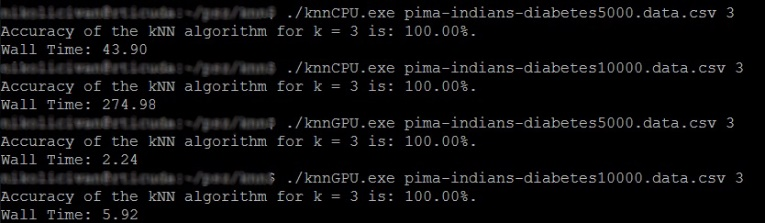 ./knnCPU.exe pima-indians-diabetes5000.data.csv 3
Accuracy of the kNN algorithm for k = 3 is: 100.00%.
Wall Time: 43.90
./knnCPU.exe pima-indians-diabetes10000.data.csv 3
Accuracy of the kNN algorithm for k = 3 is: 100.00%.
Wall Time: 274.98
./knnGPU.exe pima-indians-diabetes5000.data.csv 3
Accuracy of the kNN algorithm for k = 3 is: 100.00%.
Wall Time: 2.24
$ ./knnGPU.exe pima-indians-diabetes10000.data.csv 3
Accuracy of the kNN algorithm for k = 3 is: 100.00%.
Wall Time: 5.92